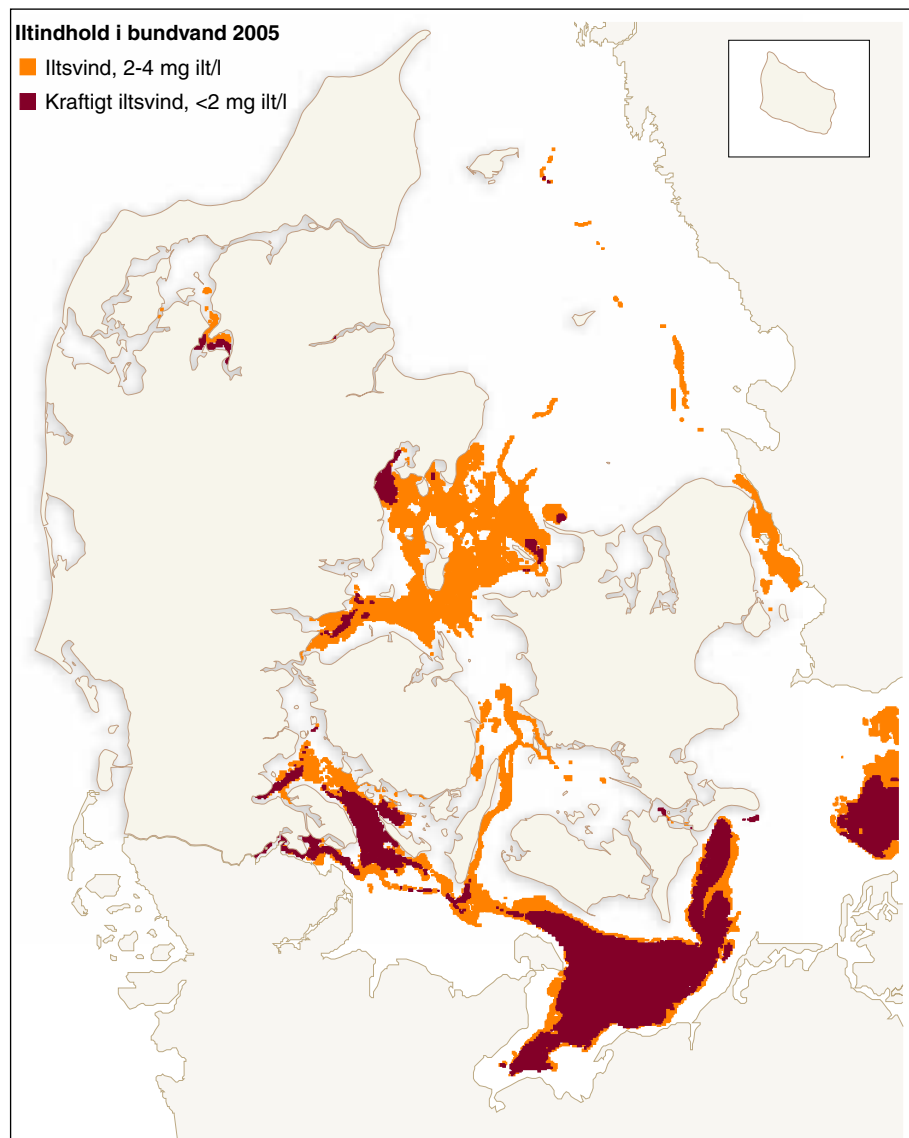 Iltindhold i bundvand 2005
Iltsvind, 2-4 mg ilt/l
Kraftigt iltsvind, <2 mg ilt/l